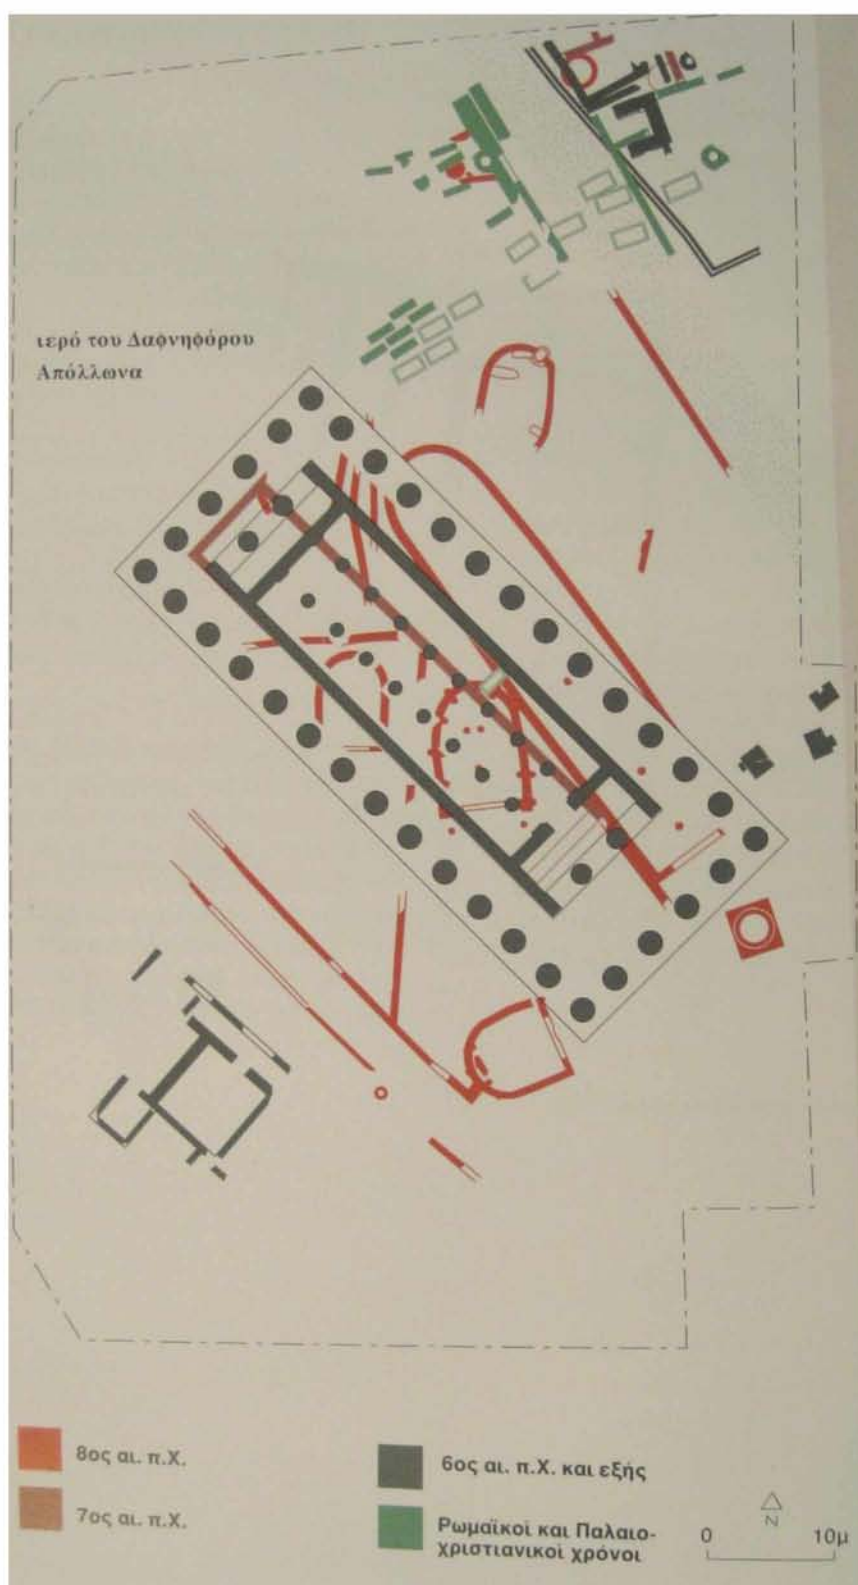 ιερό του Δαφνηφόρου
Απόλλωνα
8ος αι. π.Χ.
7ος αι. π.Χ.
6ος αι. π.Χ. και εξής
Ρωμαϊκοί και Παλαιο-
χριστιανικοί χρόνοι
N
0 10μ